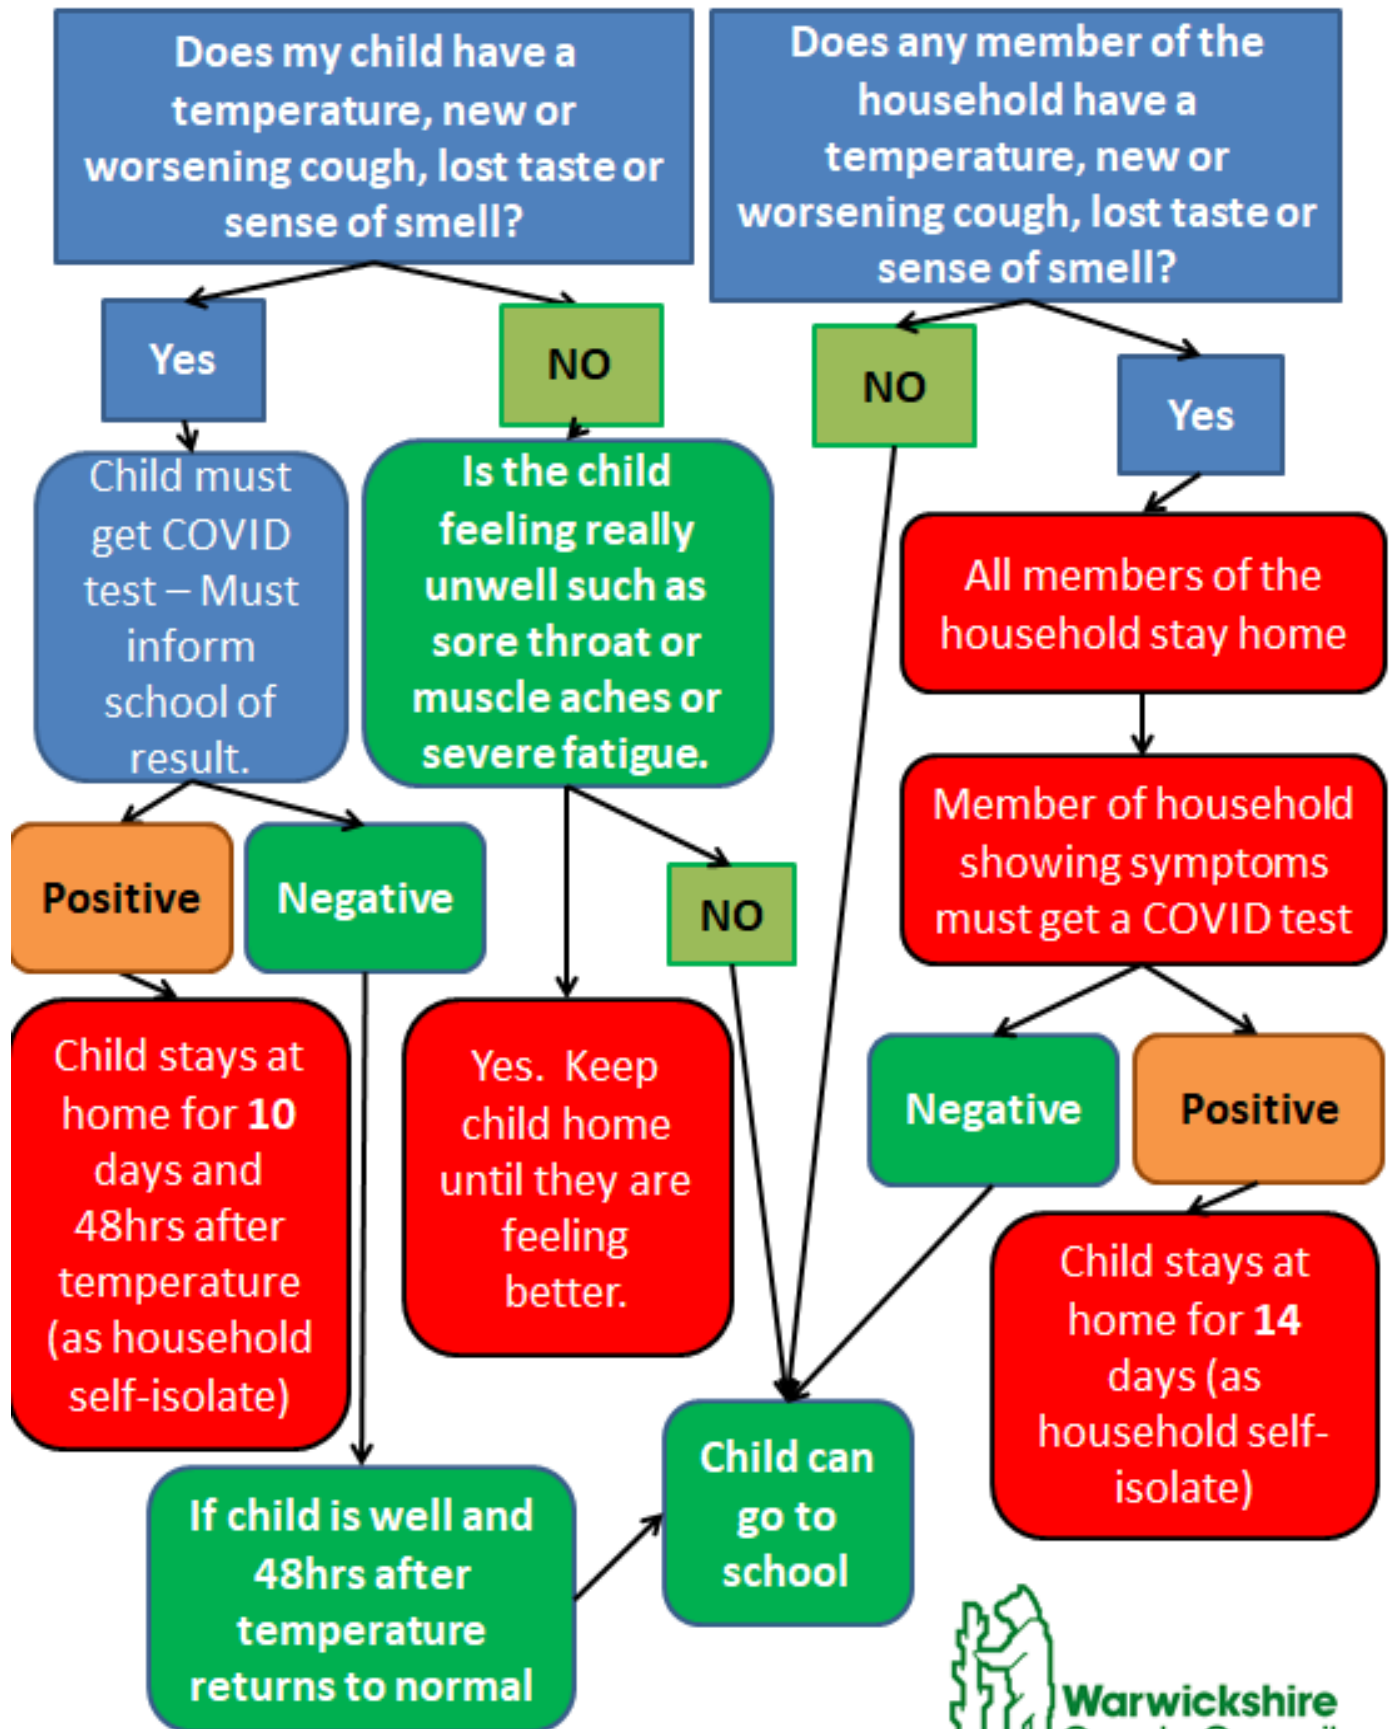 Does my child have a
temperature, new or
worsening cough, lost taste or
sense of smell?
Does any member of the
household have a
temperature, new or
worsening cough, lost taste or
sense of smell?
Yes
NO
NO
Yes
Child must
get COVID
test – Must
inform
school of
result.
Is the child
feeling really
unwell such as
sore throat or
muscle aches or
severe fatigue.
All members of the
household stay home
Member of household
showing symptoms
must get a COVID test
Positive
Negative
NO
Negative
Positive
Child stays at
home for 10
days and
48hrs after
temperature
(as household
self-isolate)
Yes.  Keep
child home
until they are
feeling
better.
Child stays at
home for 14
days (as
household self-
isolate)
If child is well and
48hrs after
temperature
returns to normal
Child can
go to
school
Warwickshire